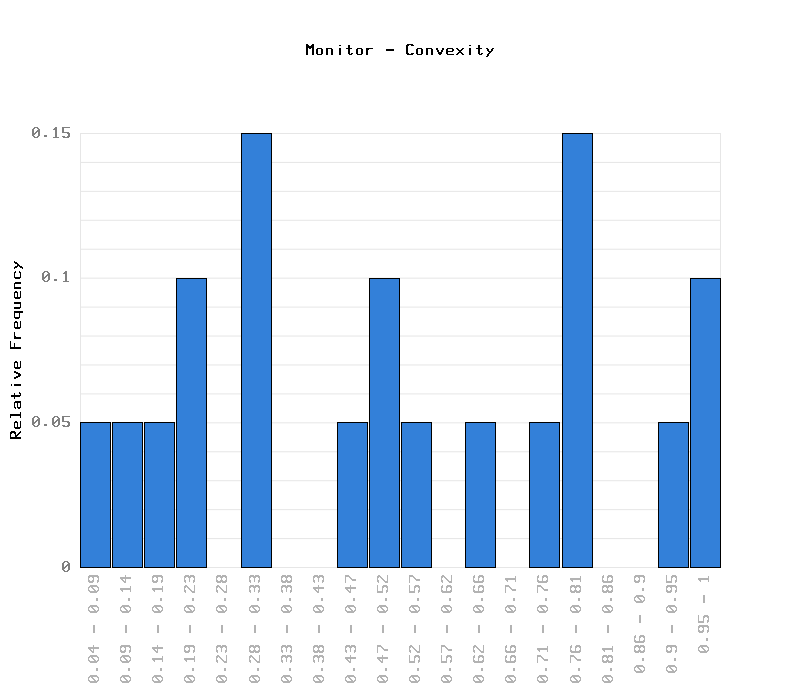 Monitor - Convexity
Relative Frequency
0.15
0.1
0.05
0
0.04 - 0.09
0.09 - 0.14
0.14 - 0.19
0.19 - 0.23
0.23 - 0.28
0.28 - 0.33
0.33 - 0.38
0.38 - 0.43
0.43 - 0.47
0.47 - 0.52
0.52 - 0.57
0.57 - 0.62
0.62 - 0.66
0.66 - 0.71
0.71 - 0.76
0.76 - 0.81
0.81 - 0.86
0.86 - 0.9
0.9 - 0.95
0.95 - 1